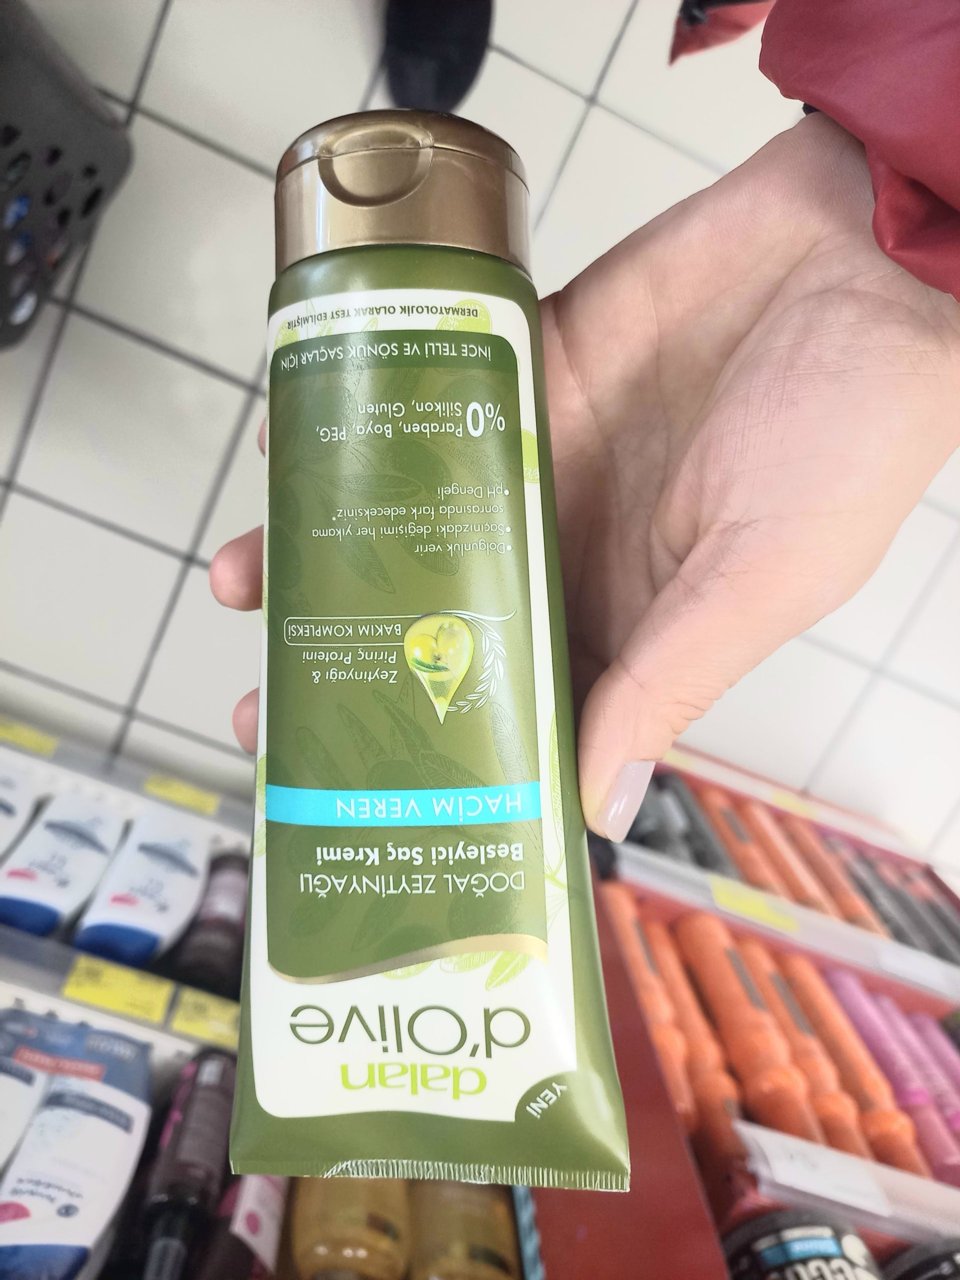 YENİ
dalan
d'Olive
DOĞAL ZEYTİNYAĞLI
Besleyici Saç Kremi
HACİM VEREN
Zeytinyağı &
Pirinç Proteini
BAKIM KOMPLEKSİ
•Dolgunluk verir
•Saçınızdaki değişimi her yıkama
sonrasında fark edeceksiniz*
•pH Dengeli
%0 Paraben, Boya, PEG,
Silikon, Gluten
İNCE TELLİ VE SÖNÜK SAÇLAR İÇİN
DERMATOLOJİK OLARAK TEST EDİLMİŞTİR